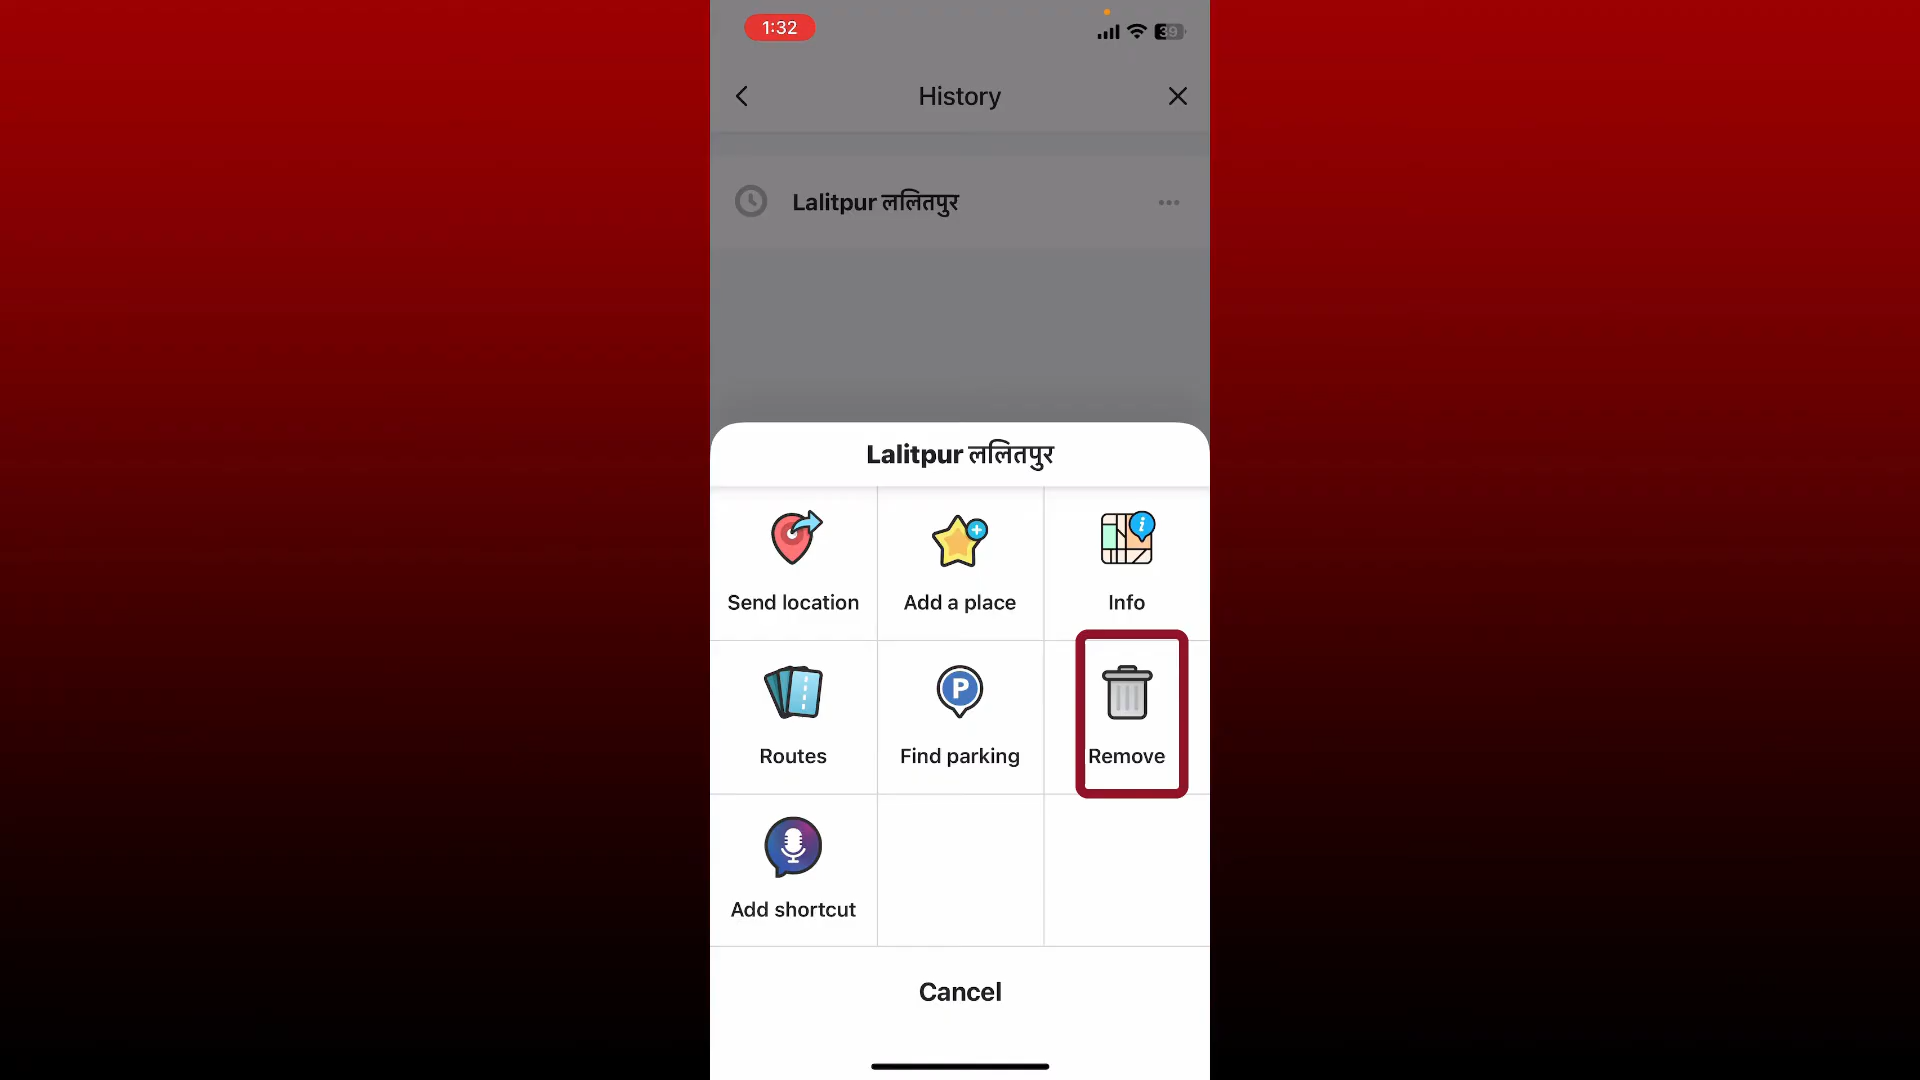 1:32
39
History
Lalitpur ललितपुर
Lalitpur ललितपुर
Send location
Add a place
Info
Routes
P
Find parking
Remove
Add shortcut
Cancel